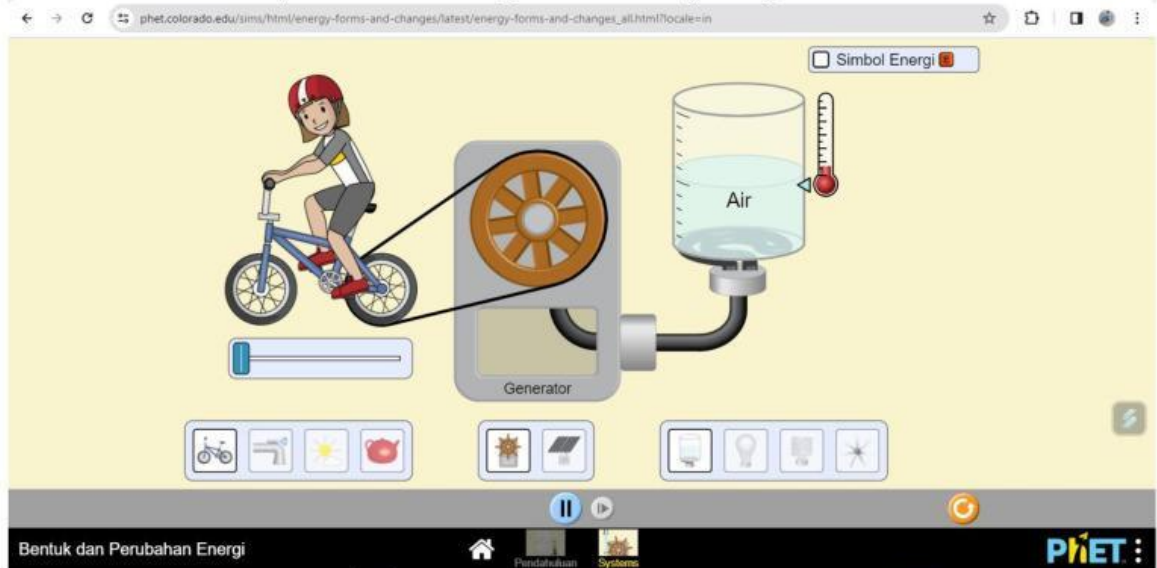 phet.colorado.edu/sims/html/energy-forms-and-changes/latest/energy-forms-and-changes_all.html?locale=in
Simbol Energi E
Air
Generator
Bentuk dan Perubahan Energi
Pendahuluan
Systems
PhET